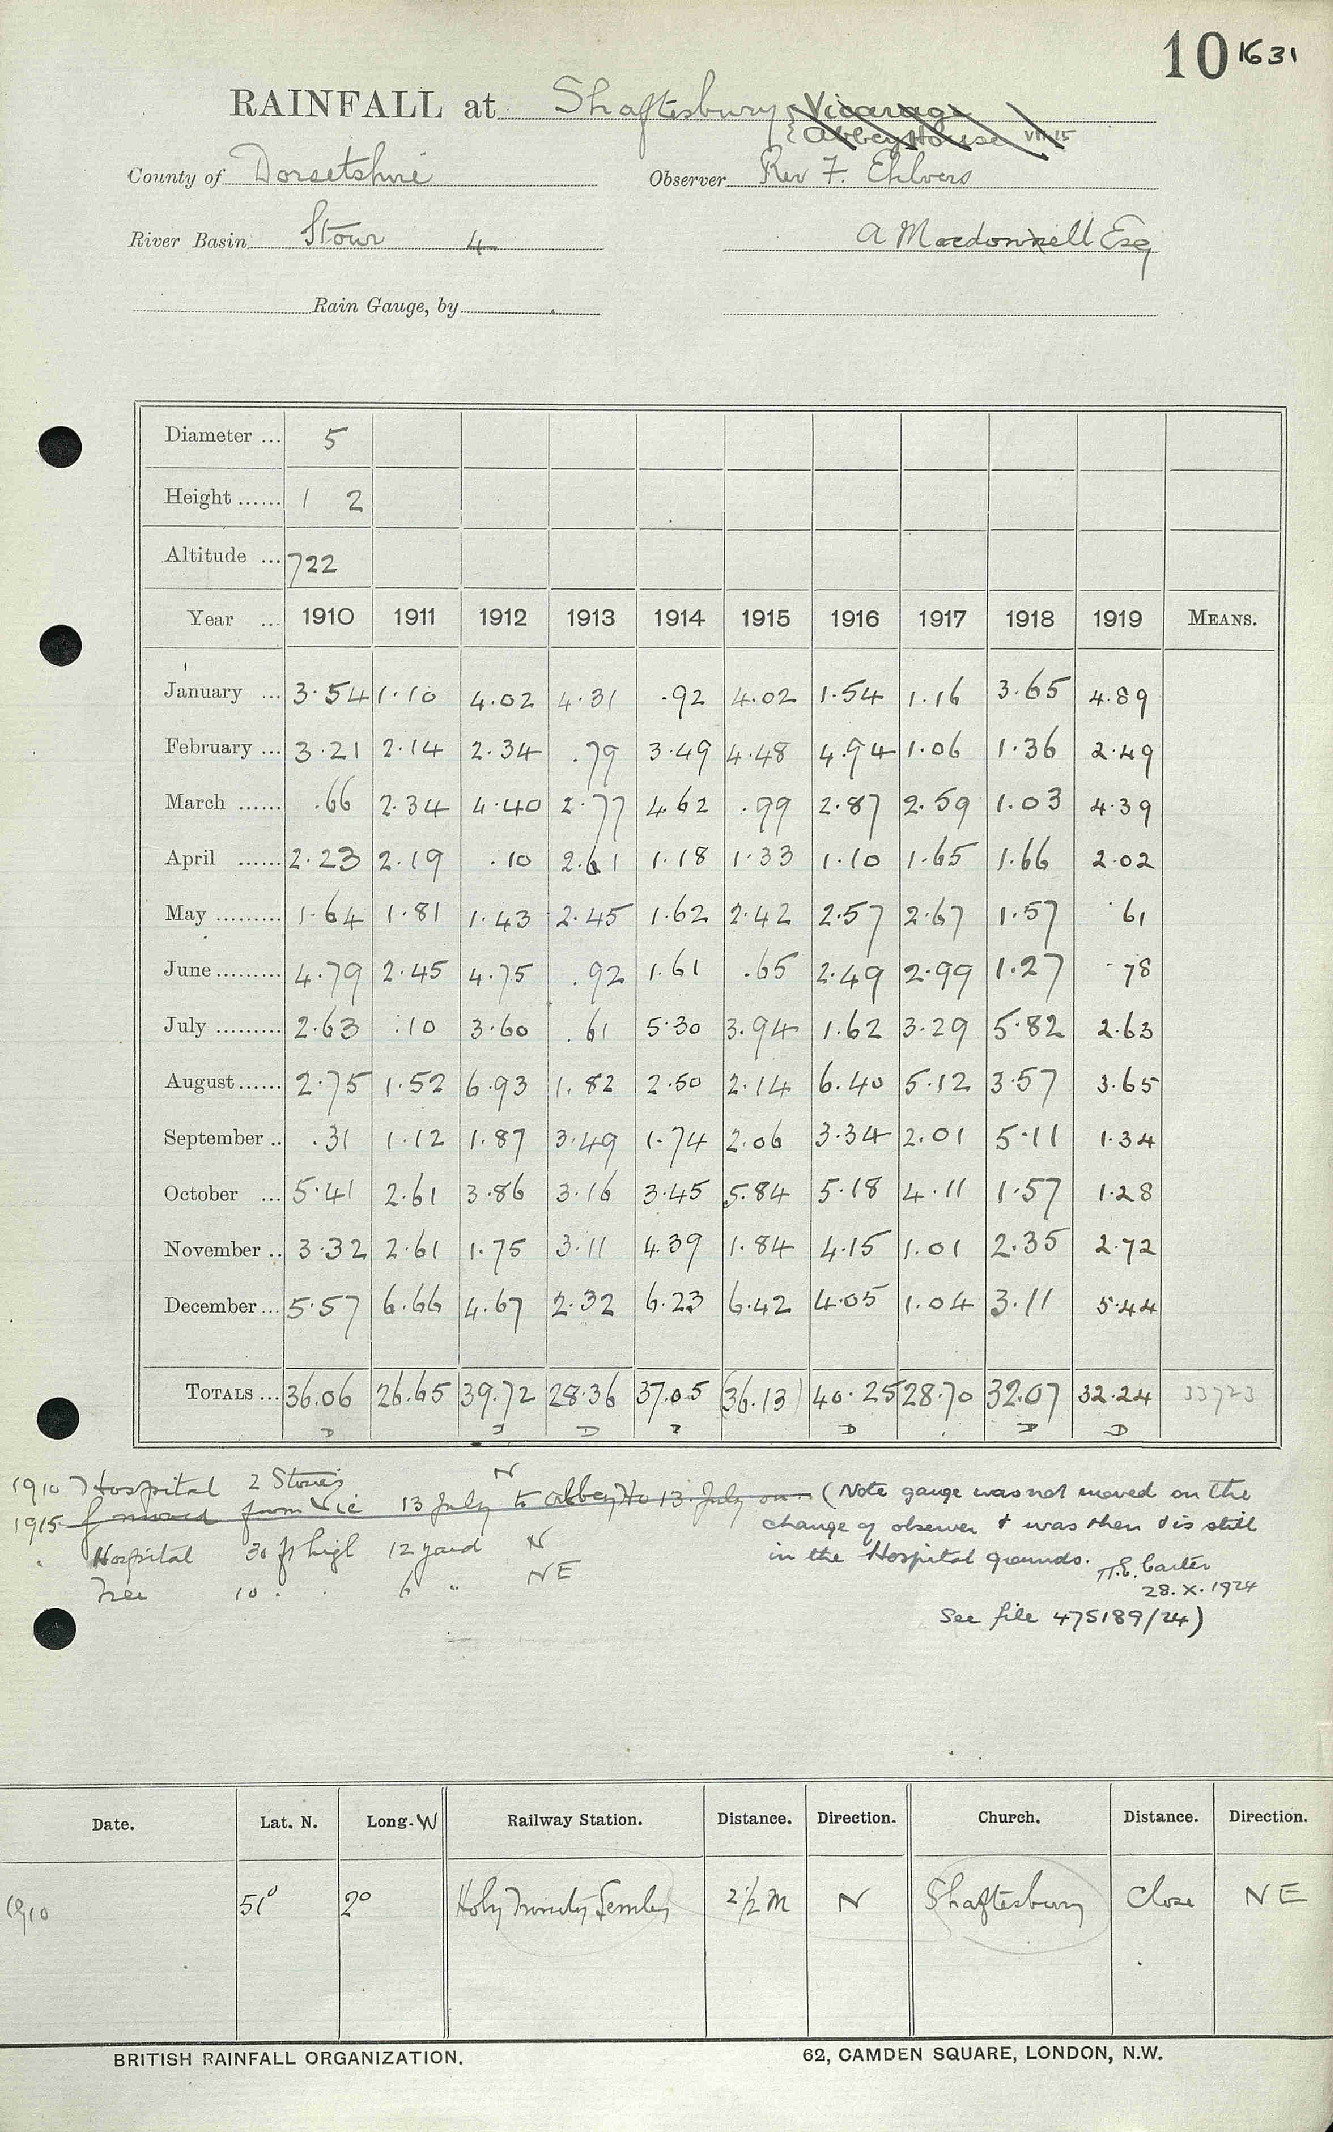 10 1631
RAINFALL at Shaftesbury Vicarage
Abbey House VII 15
County of Dorsetshire Observer Rev F. Ehlvers
River Basin Stour 4 A Macdonnell Esq
Rain Gauge, by
Diameter ... 5
Height ...... 1 2
Altitude ... 722
Year ... 1910 1911 1912 1913 1914 1915 1916 1917 1918 1919 MEANS.
January ... 3.54 1.10 4.02 4.31 .92 4.02 1.54 1.16 3.65 4.89
February ... 3.21 2.14 2.34 .79 3.49 4.48 4.94 1.06 1.36 2.49
March ...... .66 2.34 4.40 2.77 4.62 .99 2.87 2.59 1.03 4.39
April ...... 2.23 2.19 .10 2.61 1.18 1.33 1.10 1.65 1.66 2.02
May ......... 1.64 1.81 1.43 2.45 1.62 2.42 2.57 2.67 1.57 .61
June ......... 4.79 2.45 4.75 .92 1.61 .65 2.49 2.99 1.27 .78
July ......... 2.63 .10 3.60 .61 5.30 3.94 1.62 3.29 5.82 2.63
August ...... 2.75 1.52 6.93 1.82 2.50 2.14 6.40 5.12 3.57 3.65
September .. .31 1.12 1.87 3.49 1.74 2.06 3.34 2.01 5.11 1.34
October ... 5.41 2.61 3.86 3.16 3.45 5.84 5.18 4.11 1.57 1.28
November .. 3.32 2.61 1.75 3.11 4.39 1.84 4.15 1.01 2.35 2.72
December ... 5.57 6.66 4.67 2.32 6.23 6.42 4.05 1.04 3.11 5.44
TOTALS ... 36.06 26.65 39.72 28.36 37.05 (36.13) 40.25 28.70 32.07 32.24 33723
1910 Hospital 2 Stories N
1915 moved from Vic 13 July to Abbey Ho 13 July on (Note gauge was not moved on the
change of observer & was then & is still
in the Hospital grounds.
Hospital 30 ft high 12 yard N
Tree 10 " 6 " NE
Carter
28.X.1924
See file 475189/24)
Date. Lat. N. Long. W Railway Station. Distance. Direction. Church. Distance. Direction.
1910 51° 2° Holy Trinity Semley 2 1/2 M N Shaftesbury Close NE
BRITISH RAINFALL ORGANIZATION. 62, CAMDEN SQUARE, LONDON, N.W.